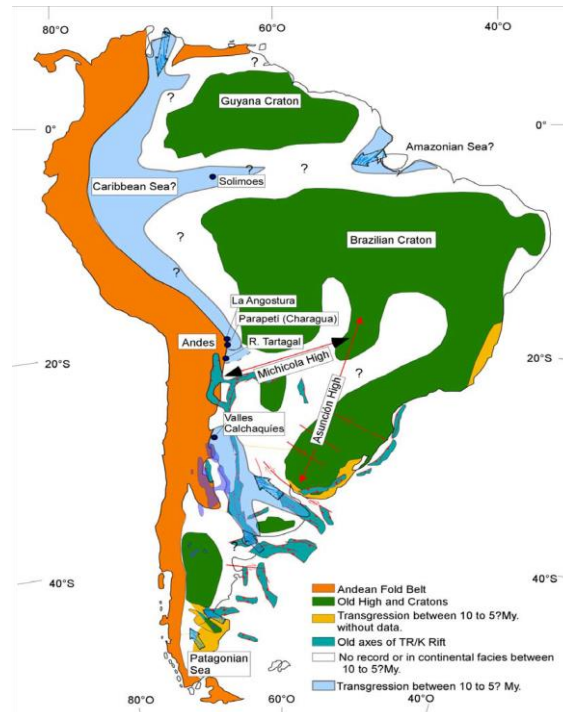 80°O
60°O
40°O
?
?
Guyana Craton
0°
0°
Amazonian Sea?
?
?
Caribbean Sea?
Solimoes
Brazilian Craton
?
?
La Angostura
Parapeti (Charagua)
Andes
R. Tartagal
20°S
20°S
Michicola High
?
Asunción High
Valles
Calchaquíes
40°S
40°S
Patagonian
Sea
Andean Fold Belt
Old High and Cratons
Transgression between 10 to 5?My.
without data.
Old axes of TR/K Rift
No record or in continental facies between
10 to 5?My.
Transgression between 10 to 5? My.
80°O
60°O